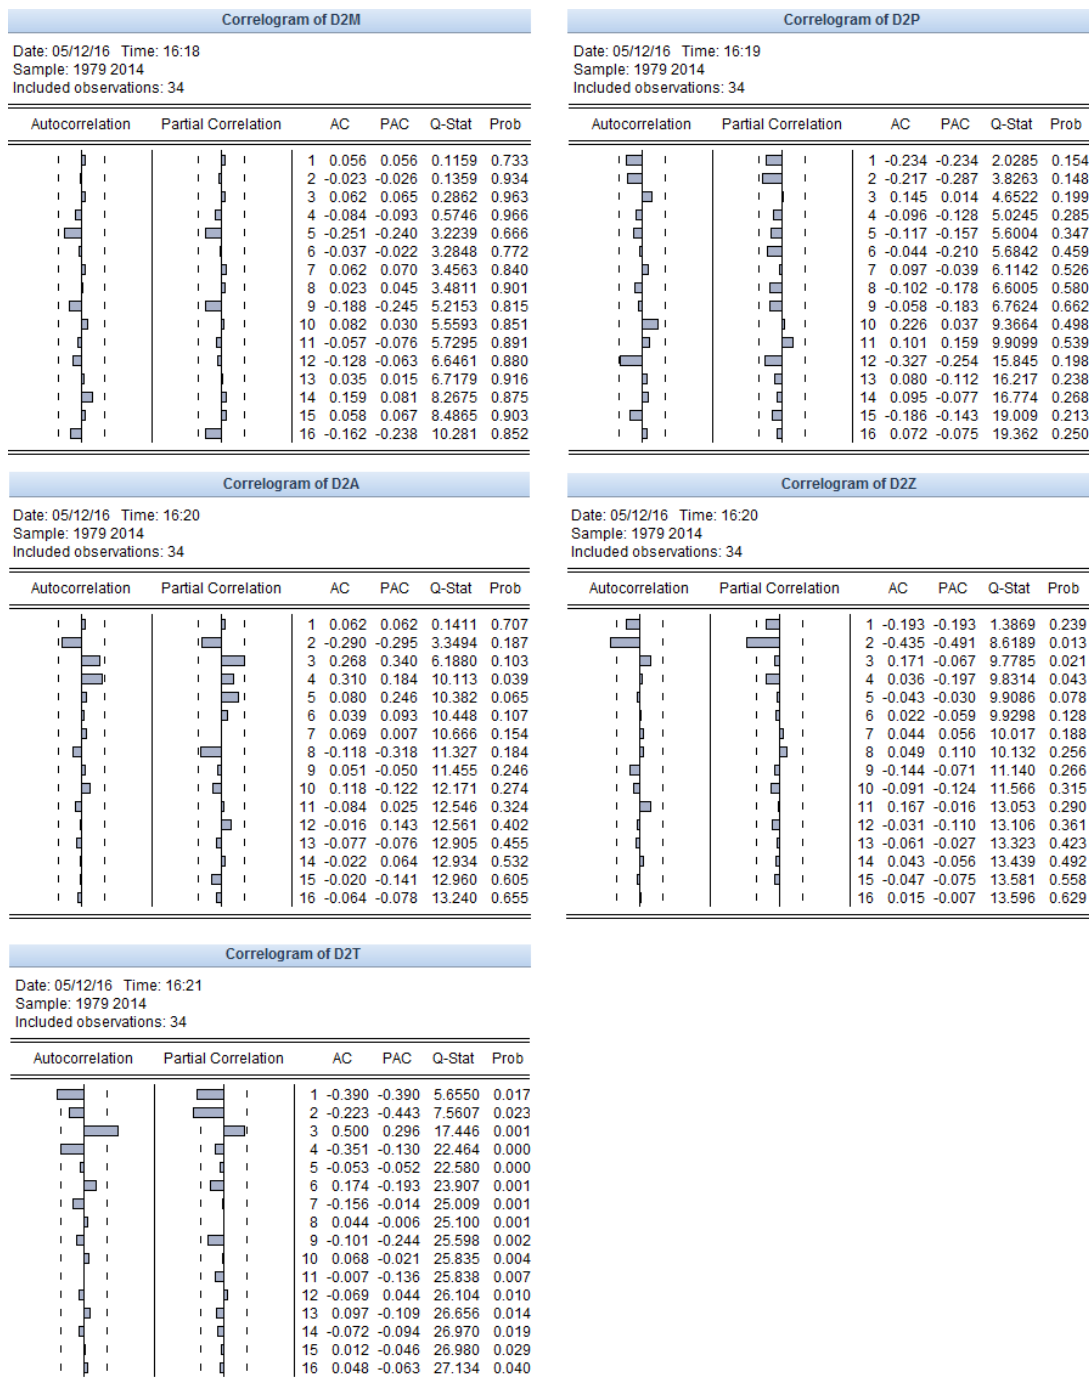 Correlogram of D2M
Date: 05/12/16 Time: 16:18
Sample: 1979 2014
Included observations: 34
Autocorrelation Partial Correlation AC PAC Q-Stat Prob
1 0.056 0.056 0.1159 0.733
2 -0.023 -0.026 0.1359 0.934
3 0.062 0.065 0.2862 0.963
4 -0.084 -0.093 0.5746 0.966
5 -0.251 -0.240 3.2239 0.666
6 -0.037 -0.022 3.2848 0.772
7 0.062 0.070 3.4563 0.840
8 0.023 0.045 3.4811 0.901
9 -0.188 -0.245 5.2153 0.815
10 0.082 0.030 5.5593 0.851
11 -0.057 -0.076 5.7295 0.891
12 -0.128 -0.063 6.6461 0.880
13 0.035 0.015 6.7179 0.916
14 0.159 0.081 8.2675 0.875
15 0.058 0.067 8.4865 0.903
16 -0.162 -0.238 10.281 0.852
Correlogram of D2P
Date: 05/12/16 Time: 16:19
Sample: 1979 2014
Included observations: 34
Autocorrelation Partial Correlation AC PAC Q-Stat Prob
1 -0.234 -0.234 2.0285 0.154
2 -0.217 -0.287 3.8263 0.148
3 0.145 0.014 4.6522 0.199
4 -0.096 -0.128 5.0245 0.285
5 -0.117 -0.157 5.6004 0.347
6 -0.044 -0.210 5.6842 0.459
7 0.097 -0.039 6.1142 0.526
8 -0.102 -0.178 6.6005 0.580
9 -0.058 -0.183 6.7624 0.662
10 0.226 0.037 9.3664 0.498
11 0.101 0.159 9.9099 0.539
12 -0.327 -0.254 15.845 0.198
13 0.080 -0.112 16.217 0.238
14 0.095 -0.077 16.774 0.268
15 -0.186 -0.143 19.009 0.213
16 0.072 -0.075 19.362 0.250
Correlogram of D2A
Date: 05/12/16 Time: 16:20
Sample: 1979 2014
Included observations: 34
Autocorrelation Partial Correlation AC PAC Q-Stat Prob
1 0.062 0.062 0.1411 0.707
2 -0.290 -0.295 3.3494 0.187
3 0.268 0.340 6.1880 0.103
4 0.310 0.184 10.113 0.039
5 0.080 0.246 10.382 0.065
6 0.039 0.093 10.448 0.107
7 0.069 0.007 10.666 0.154
8 -0.118 -0.318 11.327 0.184
9 0.051 -0.050 11.455 0.246
10 0.118 -0.122 12.171 0.274
11 -0.084 0.025 12.546 0.324
12 -0.016 0.143 12.561 0.402
13 -0.077 -0.076 12.905 0.455
14 -0.022 0.064 12.934 0.532
15 -0.020 -0.141 12.960 0.605
16 -0.064 -0.078 13.240 0.655
Correlogram of D2Z
Date: 05/12/16 Time: 16:20
Sample: 1979 2014
Included observations: 34
Autocorrelation Partial Correlation AC PAC Q-Stat Prob
1 -0.193 -0.193 1.3869 0.239
2 -0.435 -0.491 8.6189 0.013
3 0.171 -0.067 9.7785 0.021
4 0.036 -0.197 9.8314 0.043
5 -0.043 -0.030 9.9086 0.078
6 0.022 -0.059 9.9298 0.128
7 0.044 0.056 10.017 0.188
8 0.049 0.110 10.132 0.256
9 -0.144 -0.071 11.140 0.266
10 -0.091 -0.124 11.566 0.315
11 0.167 -0.016 13.053 0.290
12 -0.031 -0.110 13.106 0.361
13 -0.061 -0.027 13.323 0.423
14 0.043 -0.056 13.439 0.492
15 -0.047 -0.075 13.581 0.558
16 0.015 -0.007 13.596 0.629
Correlogram of D2T
Date: 05/12/16 Time: 16:21
Sample: 1979 2014
Included observations: 34
Autocorrelation Partial Correlation AC PAC Q-Stat Prob
1 -0.390 -0.390 5.6550 0.017
2 -0.223 -0.443 7.5607 0.023
3 0.500 0.296 17.446 0.001
4 -0.351 -0.130 22.464 0.000
5 -0.053 -0.052 22.580 0.000
6 0.174 -0.193 23.907 0.001
7 -0.156 -0.014 25.009 0.001
8 0.044 -0.006 25.100 0.001
9 -0.101 -0.244 25.598 0.002
10 0.068 -0.021 25.835 0.004
11 -0.007 -0.136 25.838 0.007
12 -0.069 0.044 26.104 0.010
13 0.097 -0.109 26.656 0.014
14 -0.072 -0.094 26.970 0.019
15 0.012 -0.046 26.980 0.029
16 0.048 -0.063 27.134 0.040